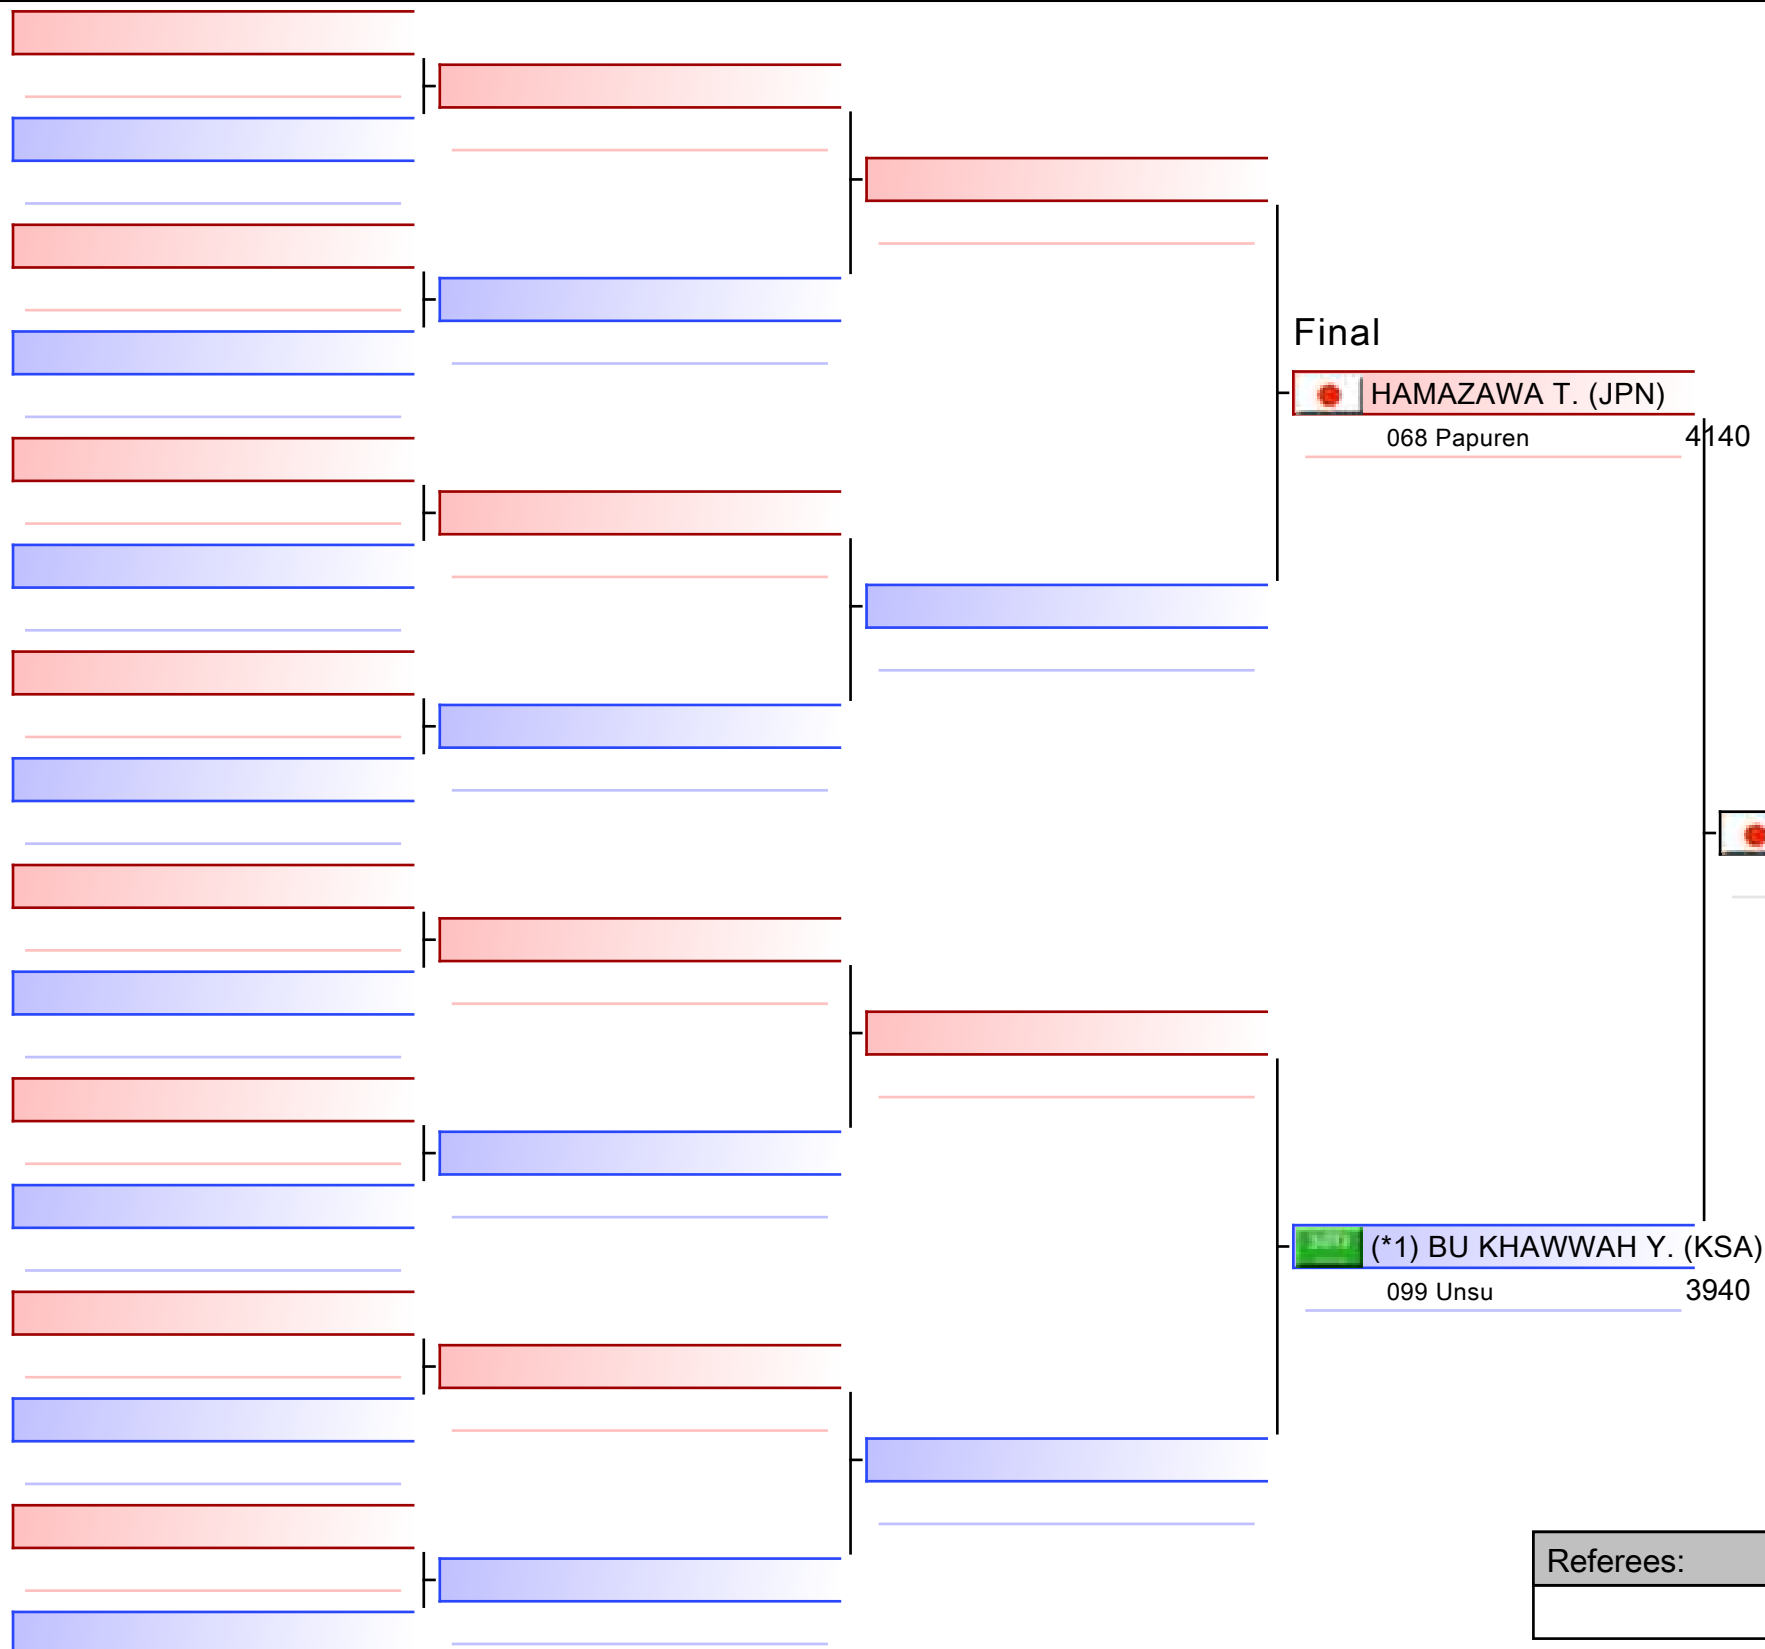 Final
HAMAZAWA T. (JPN)
068 Papuren 4140
(*1) BU KHAWWAH Y. (KSA)
099 Unsu 3940
Referees: